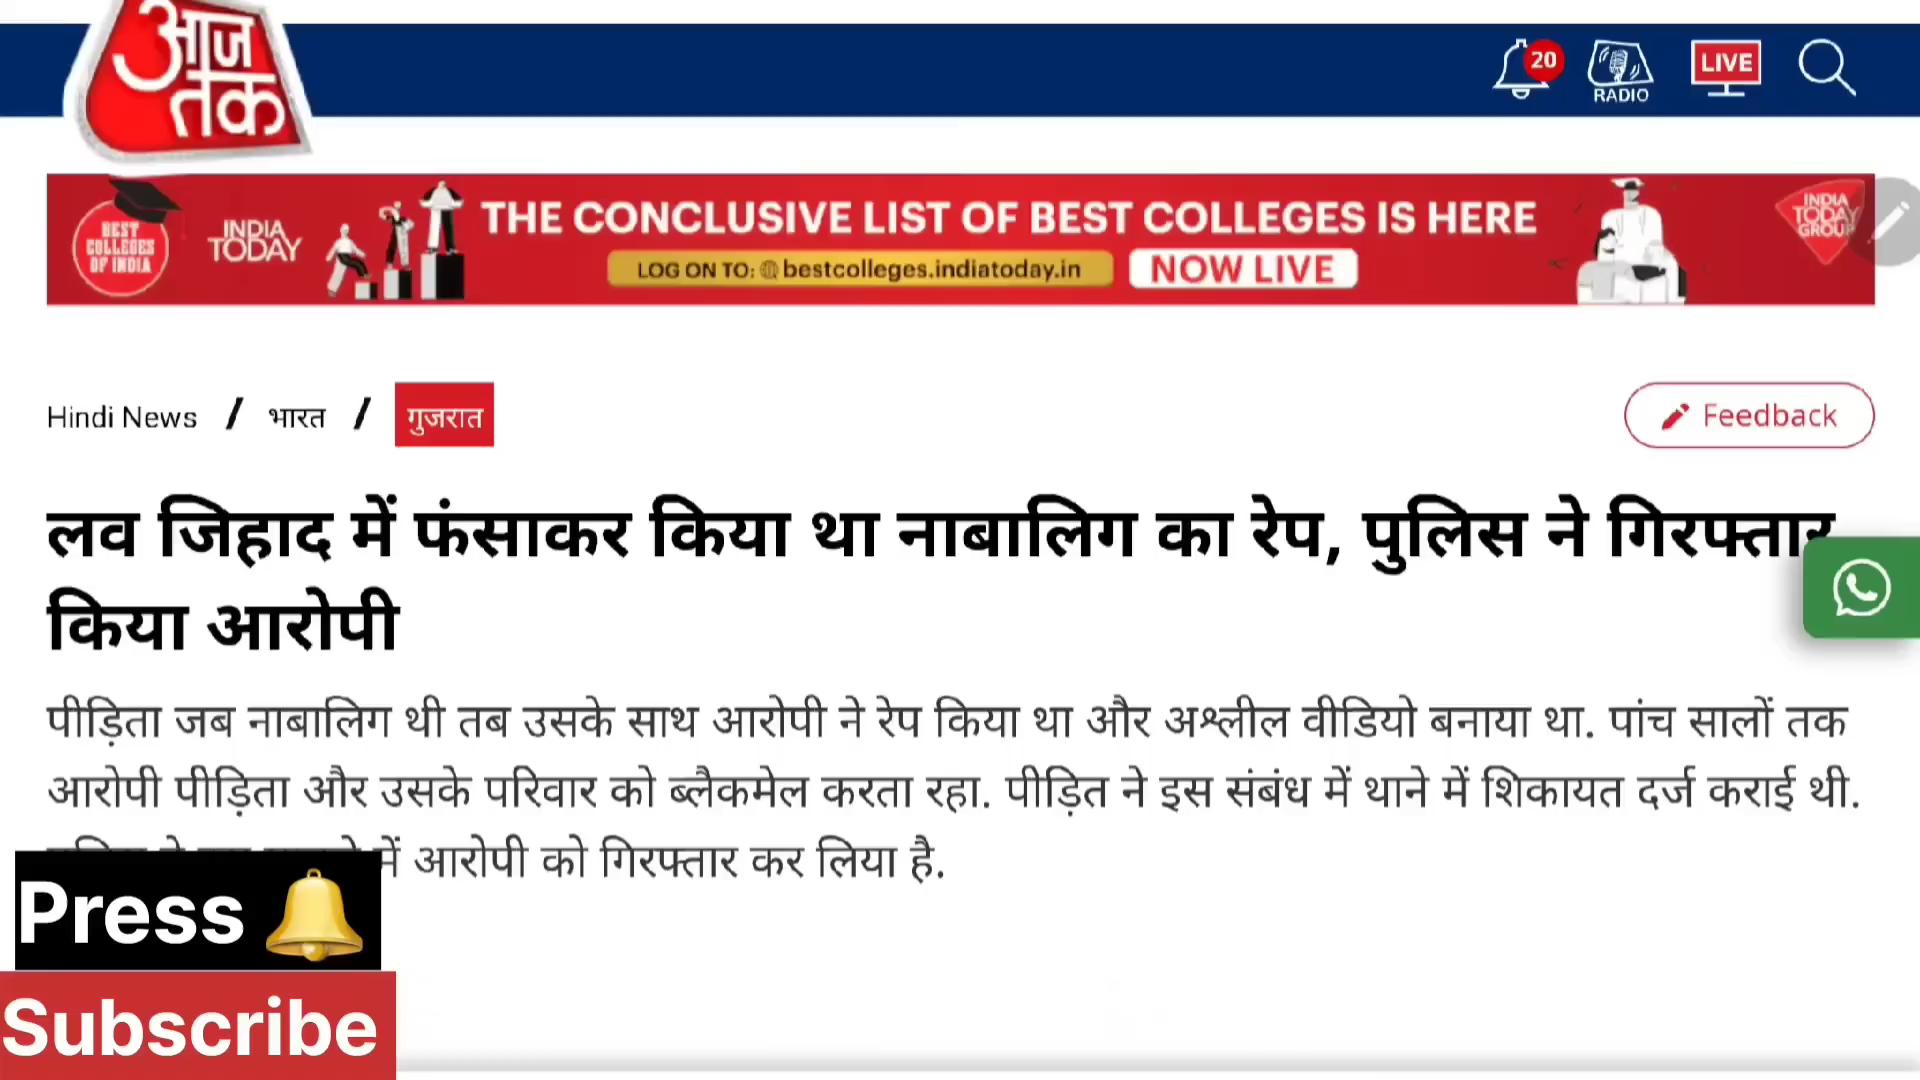 आज
तक
20
RADIO
LIVE
BEST
COLLEGES
OF INDIA
INDIA
TODAY
THE CONCLUSIVE LIST OF BEST COLLEGES IS HERE
LOG ON TO: bestcolleges.indiatoday.in
NOW LIVE
INDIA
TODAY
GROUP
Hindi News / भारत / गुजरात
Feedback
लव जिहाद में फंसाकर किया था नाबालिग का रेप, पुलिस ने गिरफ्तार
किया आरोपी
पीड़िता जब नाबालिग थी तब उसके साथ आरोपी ने रेप किया था और अश्लील वीडियो बनाया था. पांच सालों तक
आरोपी पीड़िता और उसके परिवार को ब्लैकमेल करता रहा. पीड़ित ने इस संबंध में थाने में शिकायत दर्ज कराई थी.
में आरोपी को गिरफ्तार कर लिया है.
Press
Subscribe